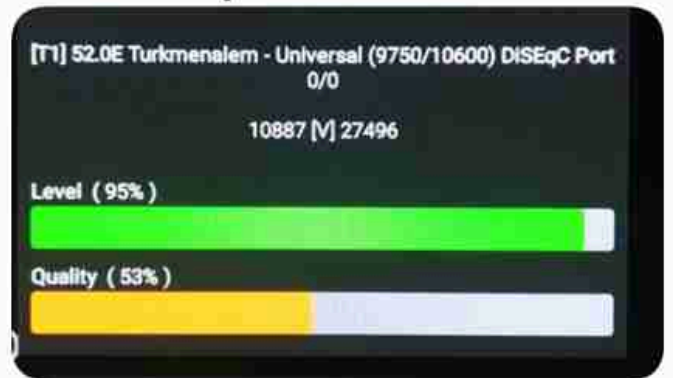 [T1] 52.0E Turkmenalem - Universal (9750/10600) DiSEqC Port
0/0
10887 [V] 27496
Level ( 95% )
Quality ( 53% )